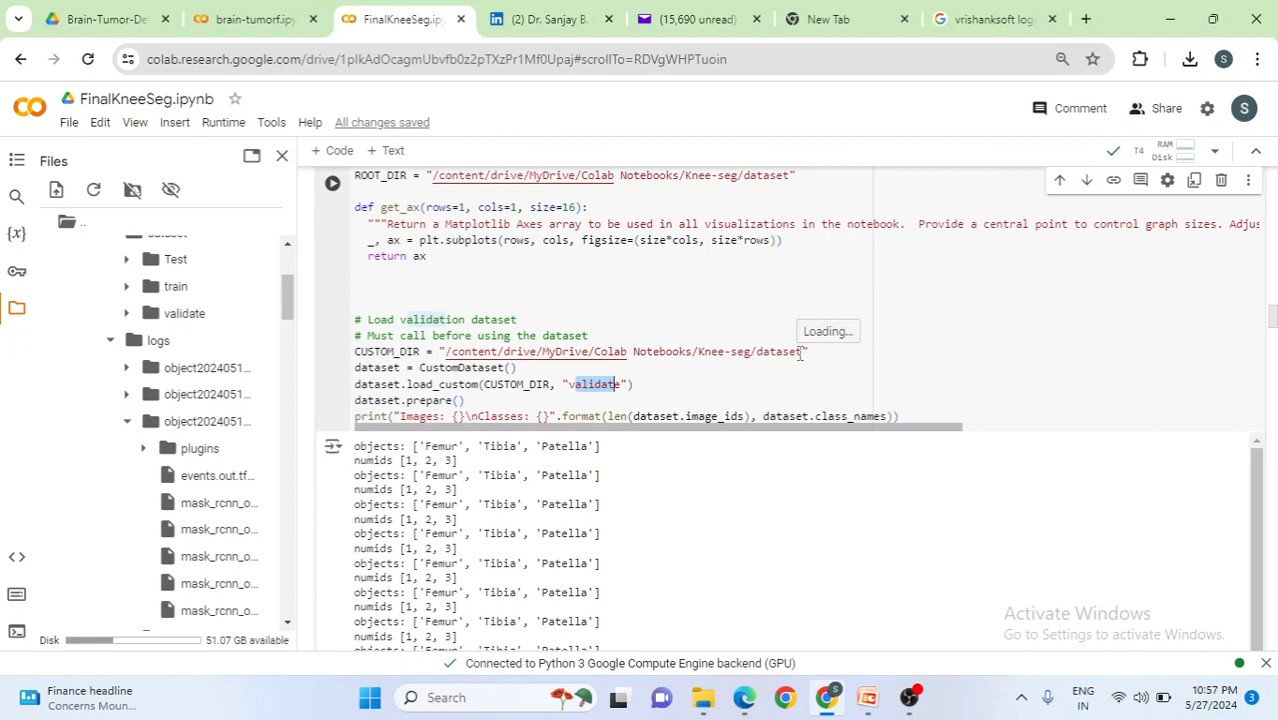 Brain-Tumor-De
brain-tumorf.ipy
FinalKneeSeg.ip
(2) Dr. Sanjay B.
(15,690 unread)
New Tab
vrishanksoft log
colab.research.google.com/drive/1plkAdOcagmUbvfb0z2pTXzPr1Mf0Upaj#scrollTo=RDVgWHPTuoin
S
CO
FinalKneeSeg.ipynb
Comment
Share
S
File Edit View Insert Runtime Tools Help All changes saved
Files
+ Code + Text
T4 RAM
Disk
..
Test
train
validate
logs
object2024051...
object2024051...
object2024051...
plugins
events.out.tf...
mask_rcnn_o...
mask_rcnn_o...
mask_rcnn_o...
mask_rcnn_o...
mask_rcnn_o...
Disk 51.07 GB available
ROOT_DIR = "/content/drive/MyDrive/Colab Notebooks/Knee-seg/dataset"
def get_ax(rows=1, cols=1, size=16):
"""Return a Matplotlib Axes array to be used in all visualizations in the notebook.  Provide a central point to control graph sizes. Adjus
_, ax = plt.subplots(rows, cols, figsize=(size*cols, size*rows))
return ax
# Load validation dataset
# Must call before using the dataset
Loading...
CUSTOM_DIR = "/content/drive/MyDrive/Colab Notebooks/Knee-seg/dataset"
dataset = CustomDataset()
dataset.load_custom(CUSTOM_DIR, "validate")
dataset.prepare()
print("Images: {}\nClasses: {}".format(len(dataset.image_ids), dataset.class_names))
objects: ['Femur', 'Tibia', 'Patella']
numids [1, 2, 3]
objects: ['Femur', 'Tibia', 'Patella']
numids [1, 2, 3]
objects: ['Femur', 'Tibia', 'Patella']
numids [1, 2, 3]
objects: ['Femur', 'Tibia', 'Patella']
numids [1, 2, 3]
objects: ['Femur', 'Tibia', 'Patella']
numids [1, 2, 3]
objects: ['Femur', 'Tibia', 'Patella']
numids [1, 2, 3]
objects: ['Femur', 'Tibia', 'Patella']
numids [1, 2, 3]
Activate Windows
Go to Settings to activate Windows.
Connected to Python 3 Google Compute Engine backend (GPU)
Finance headline
Concerns Moun...
Search
ENG
IN
10:57 PM
5/27/2024
3